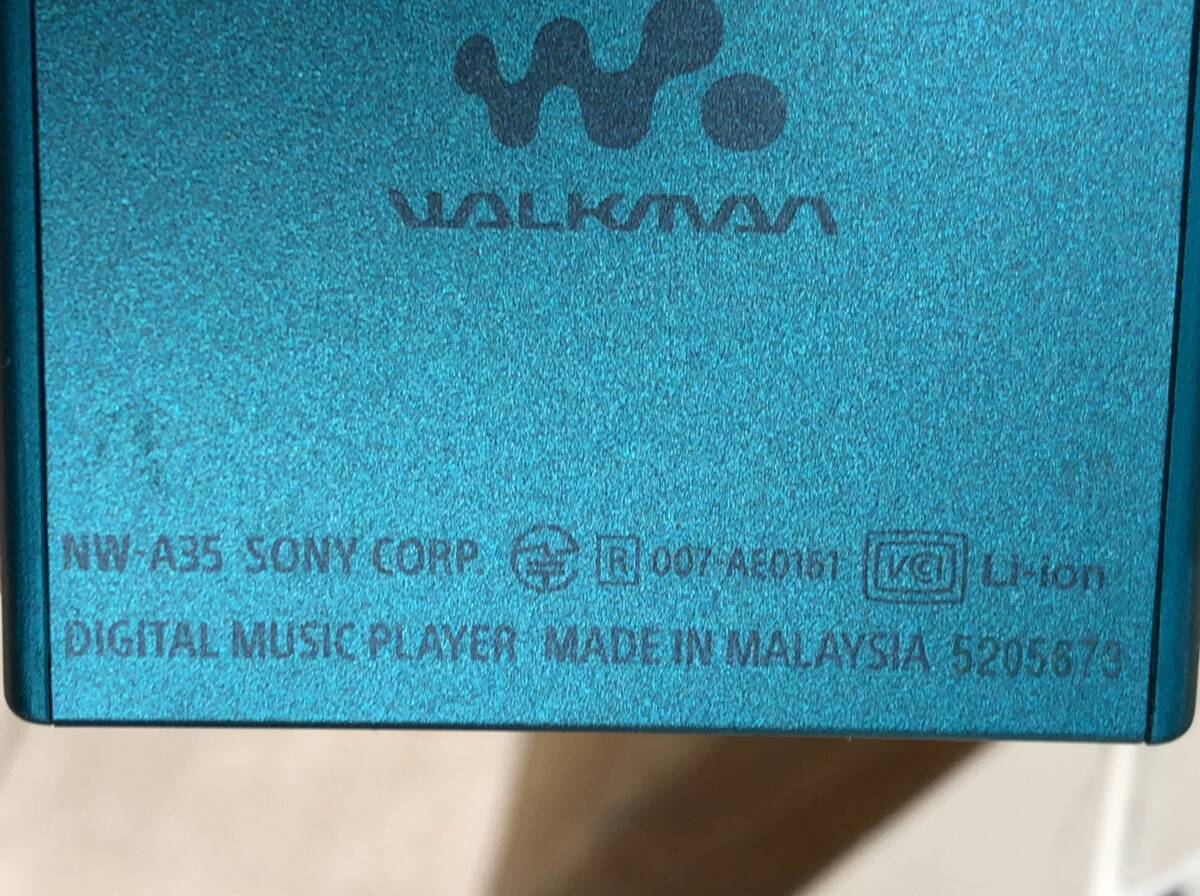 WALKMAN
NW-A35 SONY CORP. R 007-AE0161 VCI Li-ion
DIGITAL MUSIC PLAYER MADE IN MALAYSIA 5205673